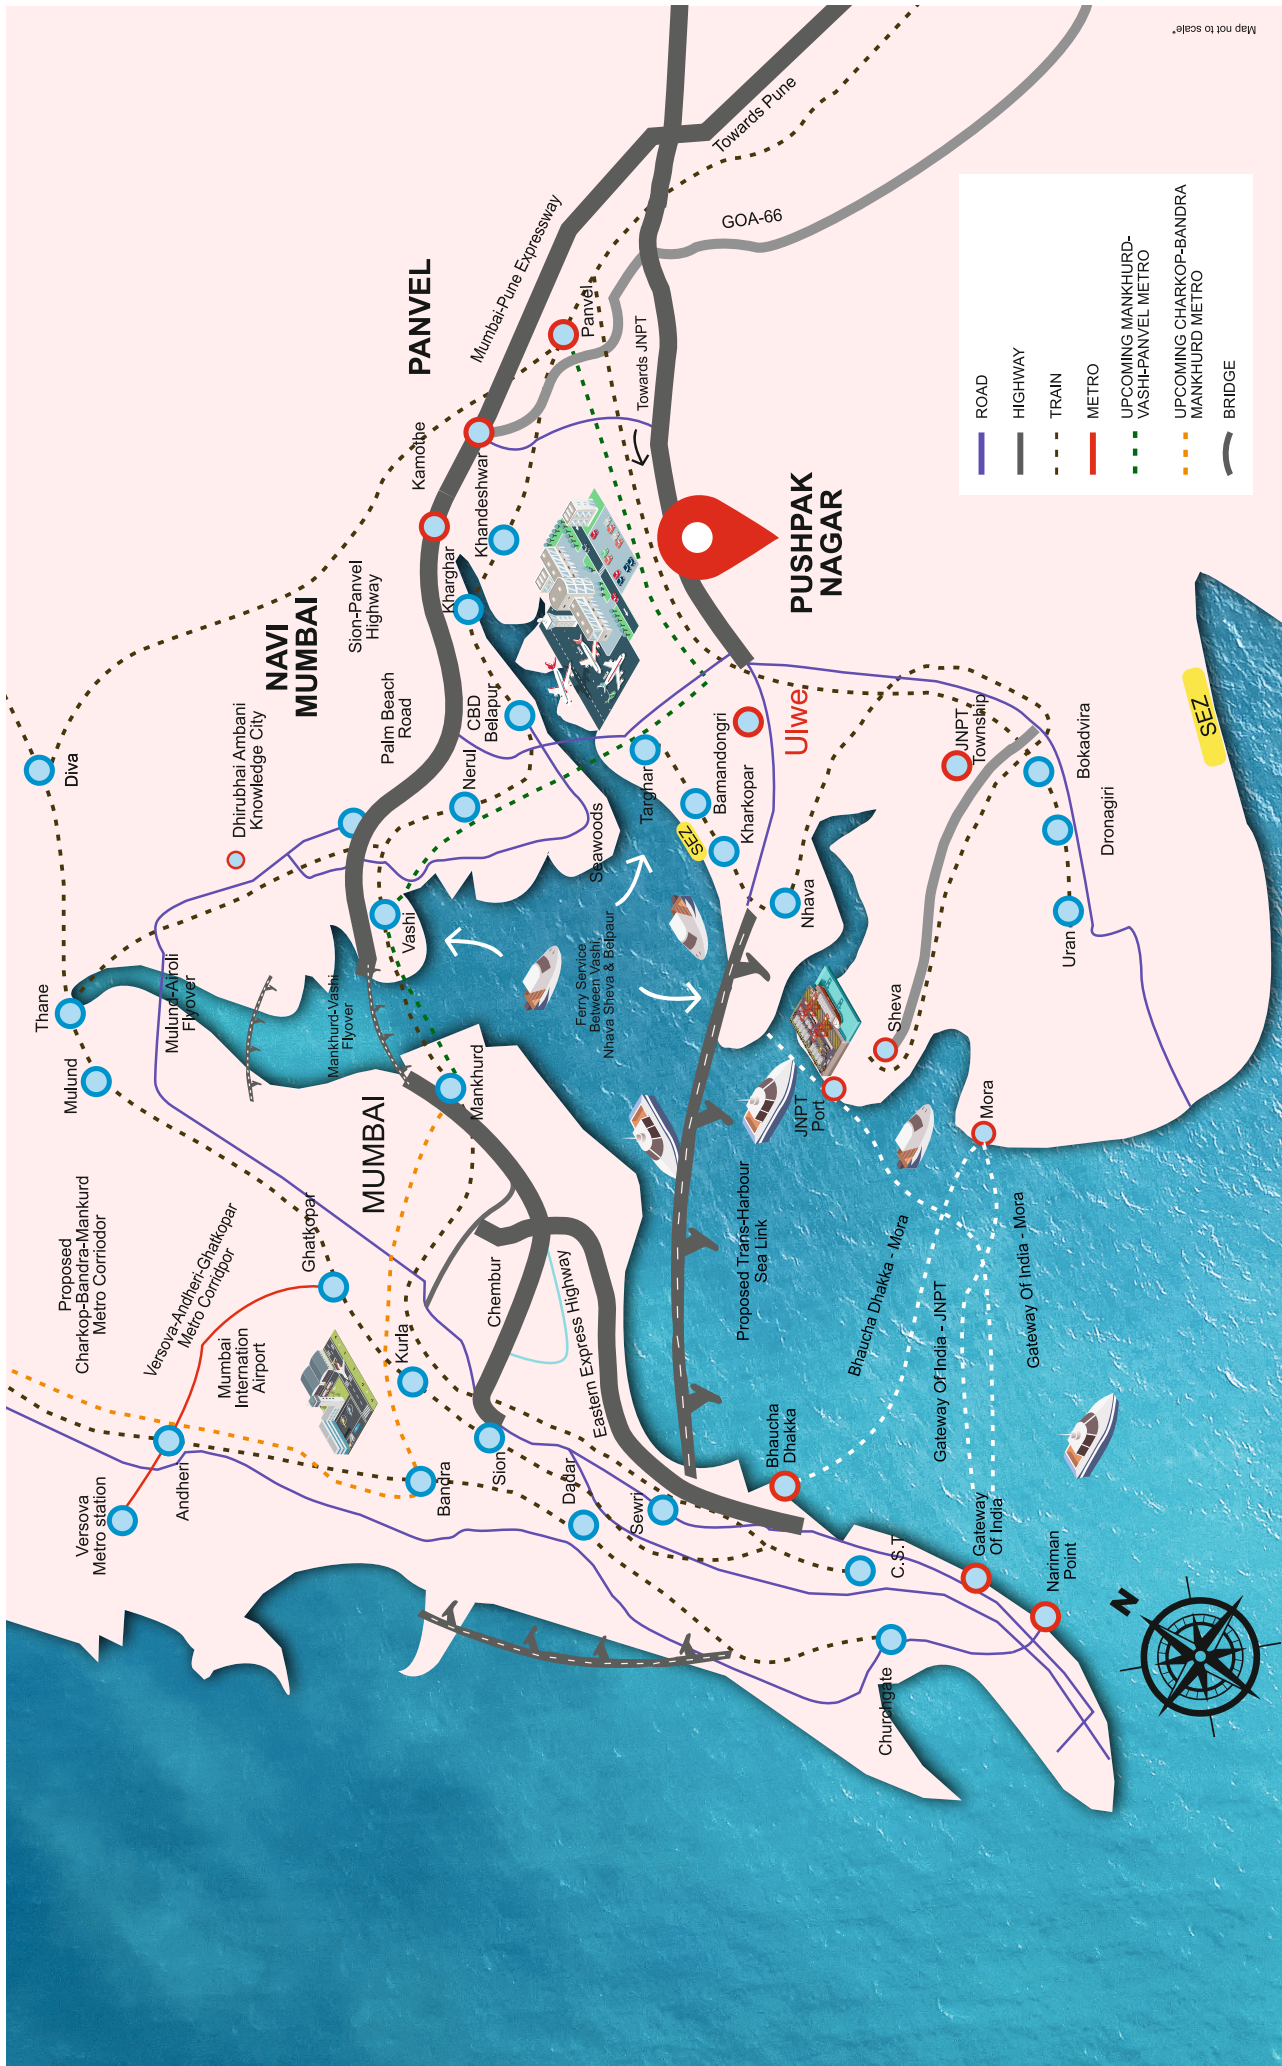 Map not to scale*
Towards Pune
GOA-66
Mumbai-Pune Expressway
PANVEL
Panvel
Towards JNPT
Kamothe
Khandeshwar
Kharghar
Sion-Panvel
Highway
NAVI
MUMBAI
PUSHPAK
NAGAR
ROAD
HIGHWAY
TRAIN
METRO
UPCOMING MANKHURD-
VASHI-PANVEL METRO
UPCOMING CHARKOP-BANDRA
MANKHURD METRO
BRIDGE
Palm Beach
Road
CBD
Belapur
Nerul
Dhirubhai Ambani
Knowledge City
Diva
Seawoods
Targhar
Bamandongri
Kharkopar
SEZ
Ulwe
JNPT
Township
Bokadvira
Dronagiri
Uran
SEZ
Nhava
Vashi
Ferry Service
Between Vashi,
Nhava Sheva & Belpaur
Thane
Mulund
Mulund-Airoli
Flyover
Mankhurd-Vashi
Flyover
Mankhurd
MUMBAI
Sheva
JNPT
Port
Mora
Proposed
Charkop-Bandra-Mankurd
Metro Corriodor
Versova-Andheri-Ghatkopar
Metro Corridpor
Ghatkopar
Mumbai
Internation
Airport
Kurla
Chembur
Eastern Express Highway
Proposed Trans-Harbour
Sea Link
Bhaucha Dhakka - Mora
Gateway Of India - JNPT
Gateway Of India - Mora
Versova
Metro station
Andheri
Bandra
Sion
Dadar
Sewri
Bhaucha
Dhakka
C.S.T
Gateway
Of India
Nariman
Point
Churchgate
N